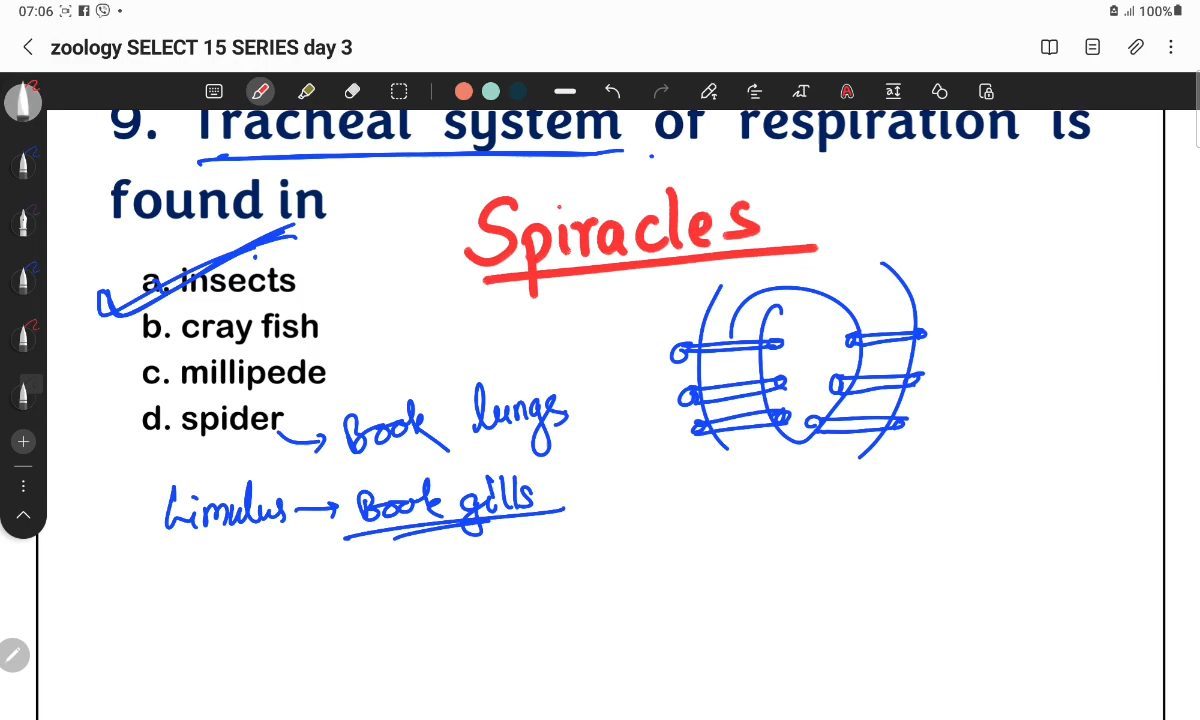 07:06 100%
zoology SELECT 15 SERIES day 3
9. Tracheal system of respiration is
found in
Spiracles
a. insects
b. cray fish
c. millipede
d. spider → Book lungs
Limulus → Book gills